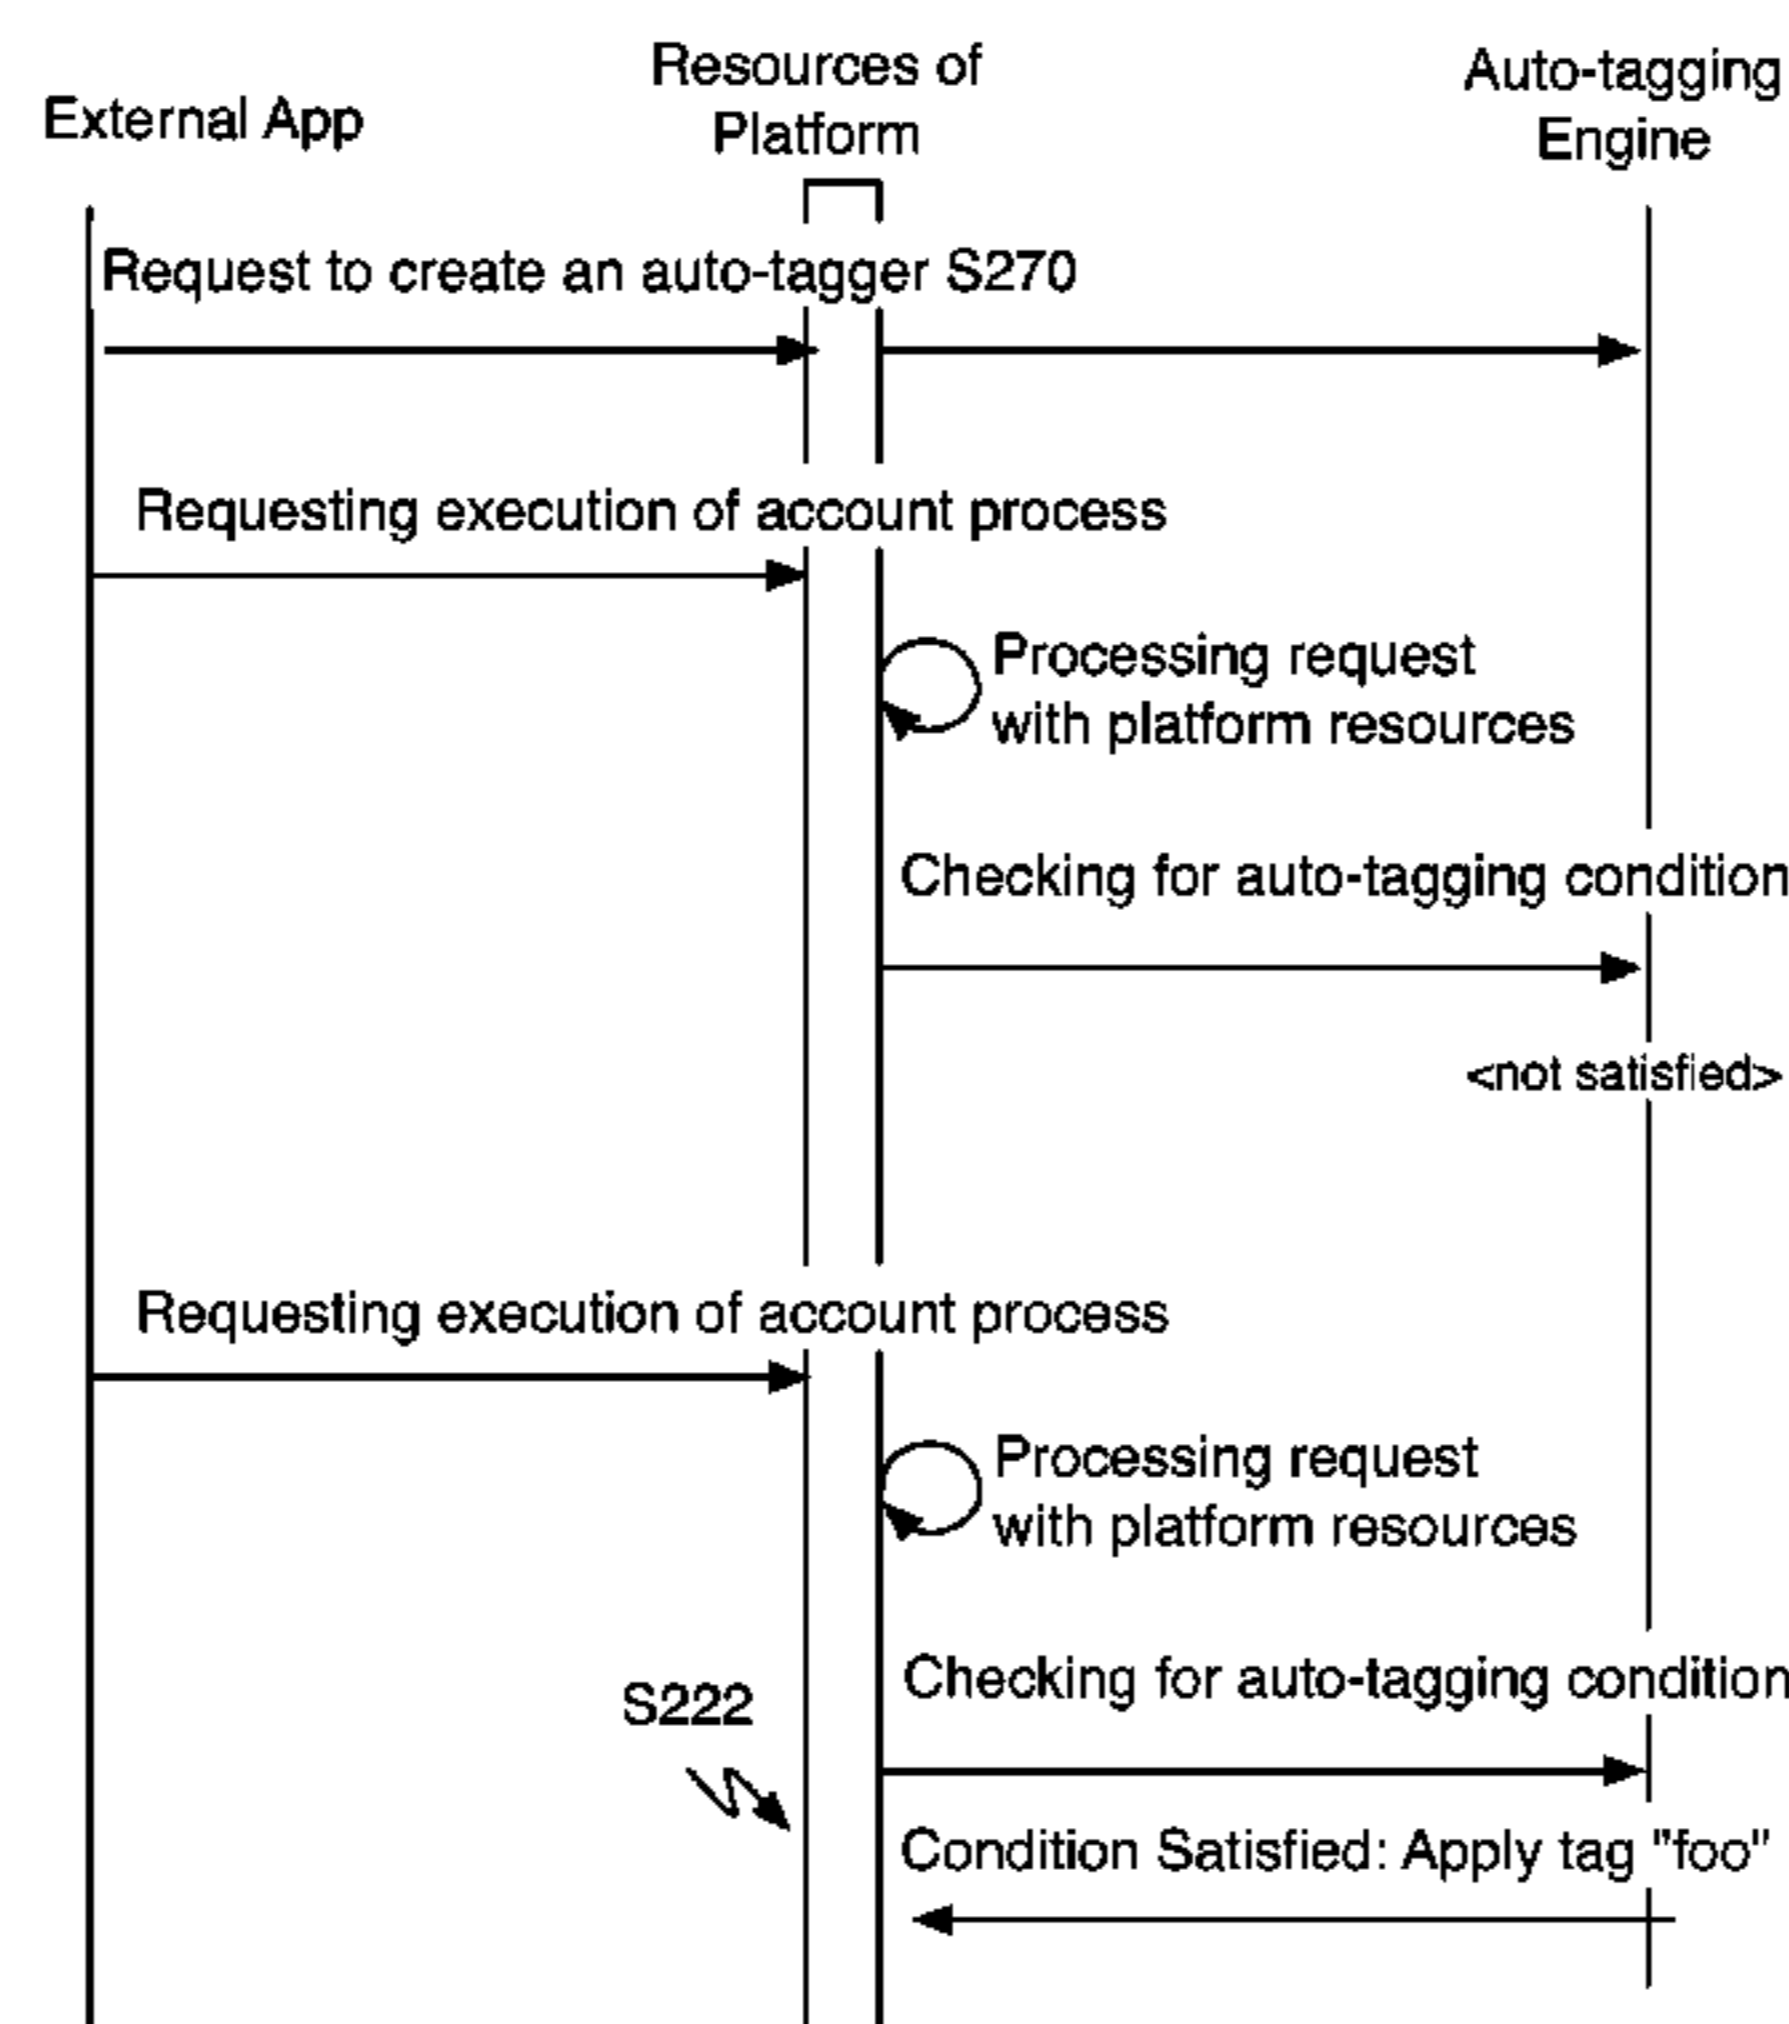 External App
Resources of
Platform
Auto-tagging
Engine
Request to create an auto-tagger S270
Requesting execution of account process
Processing request
with platform resources
Checking for auto-tagging condition
<not satisfied>
Requesting execution of account process
Processing request
with platform resources
Checking for auto-tagging condition
S222
Condition Satisfied: Apply tag "foo"